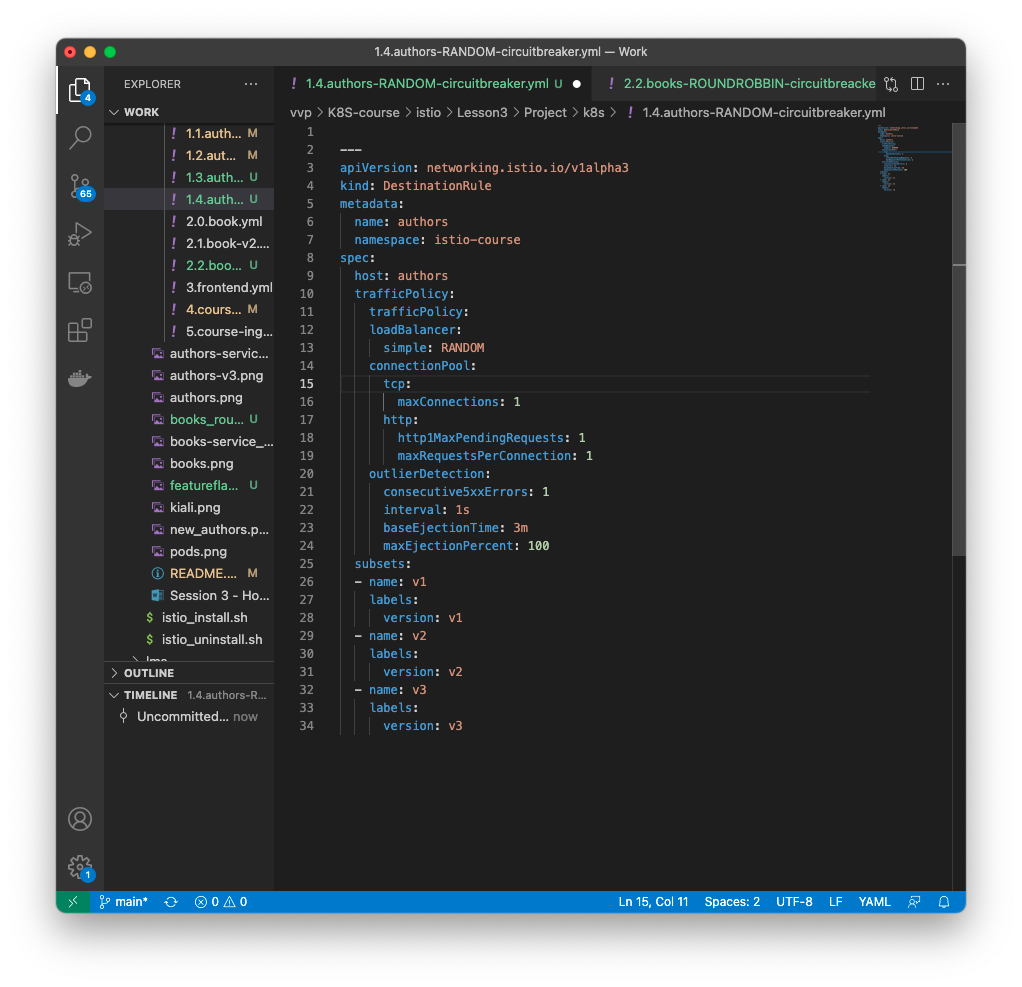 1.4.authors-RANDOM-circuitbreaker.yml — Work
EXPLORER
WORK
! 1.1.auth... M
! 1.2.aut... M
! 1.3.auth... U
! 1.4.auth... U
! 2.0.book.yml
! 2.1.book-v2....
! 2.2.boo... U
! 3.frontend.yml
! 4.cours... M
! 5.course-ing...
authors-servic...
authors-v3.png
authors.png
books_rou... U
books-service_...
books.png
featurefla... U
kiali.png
new_authors.p...
pods.png
README.... M
Session 3 - Ho...
$ istio_install.sh
$ istio_uninstall.sh
OUTLINE
TIMELINE 1.4.authors-R...
Uncommitted... now
4
65
1
! 1.4.authors-RANDOM-circuitbreaker.yml U
! 2.2.books-ROUNDROBBIN-circuitbreacke
vvp > K8S-course > istio > Lesson3 > Project > k8s > ! 1.4.authors-RANDOM-circuitbreaker.yml
1
2 ---
3 apiVersion: networking.istio.io/v1alpha3
4 kind: DestinationRule
5 metadata:
6 name: authors
7 namespace: istio-course
8 spec:
9 host: authors
10 trafficPolicy:
11 trafficPolicy:
12 loadBalancer:
13 simple: RANDOM
14 connectionPool:
15 tcp:
16 maxConnections: 1
17 http:
18 http1MaxPendingRequests: 1
19 maxRequestsPerConnection: 1
20 outlierDetection:
21 consecutive5xxErrors: 1
22 interval: 1s
23 baseEjectionTime: 3m
24 maxEjectionPercent: 100
25 subsets:
26 - name: v1
27 labels:
28 version: v1
29 - name: v2
30 labels:
31 version: v2
32 - name: v3
33 labels:
34 version: v3
main* 0 0 Ln 15, Col 11 Spaces: 2 UTF-8 LF YAML